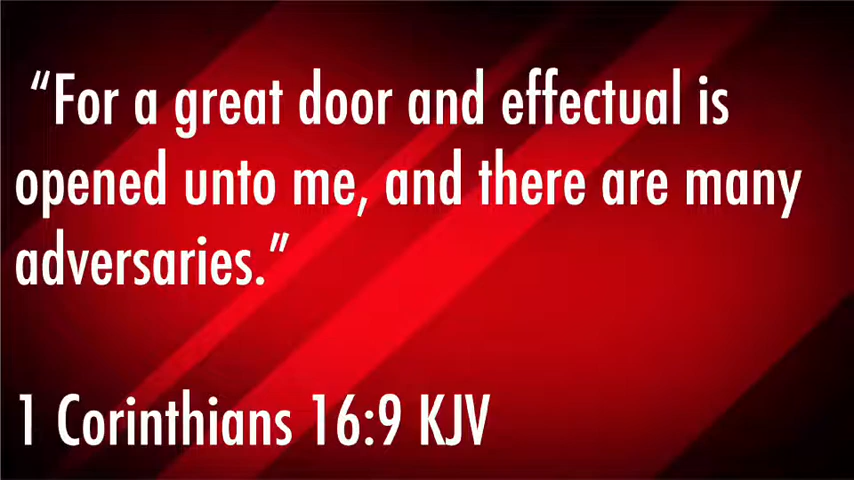 “For a great door and effectual is
opened unto me, and there are many
adversaries.”
1 Corinthians 16:9 KJV